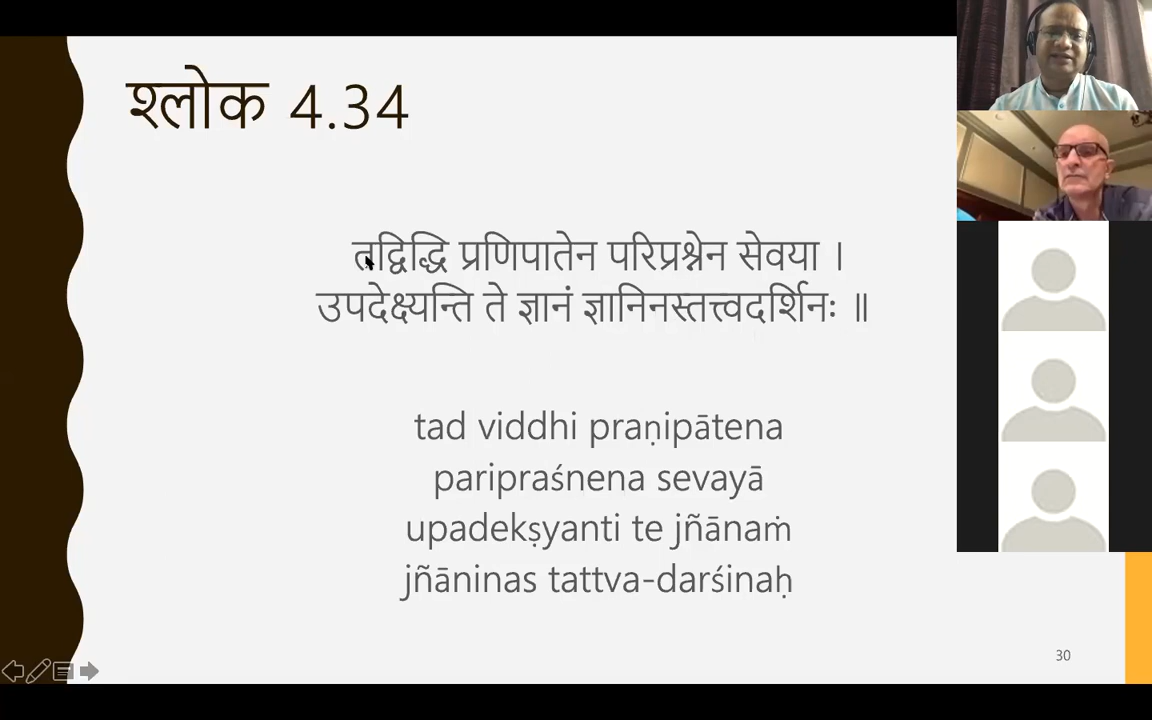 श्लोक 4.34
तद्विद्धि प्रणिपातेन परिप्रश्नेन सेवया ।
उपदेक्ष्यन्ति ते ज्ञानं ज्ञानिनस्तत्त्वदर्शिनः ॥
tad viddhi praṇipātena
paripraśnena sevayā
upadekṣyanti te jñānaṁ
jñāninas tattva-darśinaḥ
30